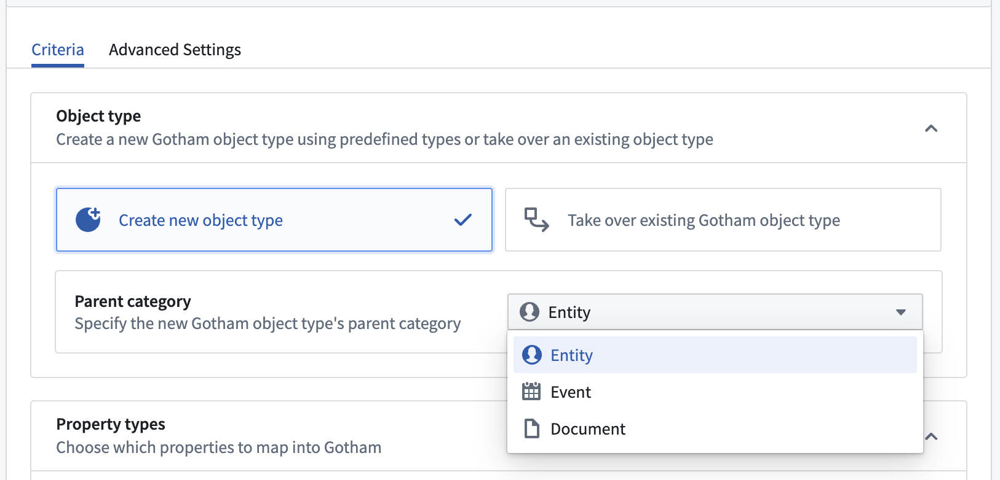 Criteria
Advanced Settings
Object type
Create a new Gotham object type using predefined types or take over an existing object type
Create new object type
Take over existing Gotham object type
Parent category
Specify the new Gotham object type's parent category
Entity
Entity
Event
Document
Property types
Choose which properties to map into Gotham